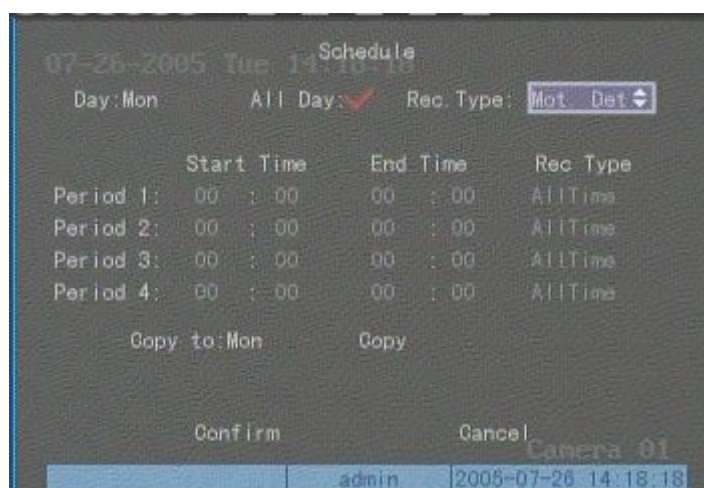 Schedule
07-26-2005 Tue 14:18:18
Day:Mon All Day: Rec. Type: Mot Det
Start Time End Time Rec Type
Period 1: 00 : 00 00 : 00 AllTime
Period 2: 00 : 00 00 : 00 AllTime
Period 3: 00 : 00 00 : 00 AllTime
Period 4: 00 : 00 00 : 00 AllTime
Copy to:Mon Copy
Confirm Cancel
Camera 01
admin 2005-07-26 14:18:18